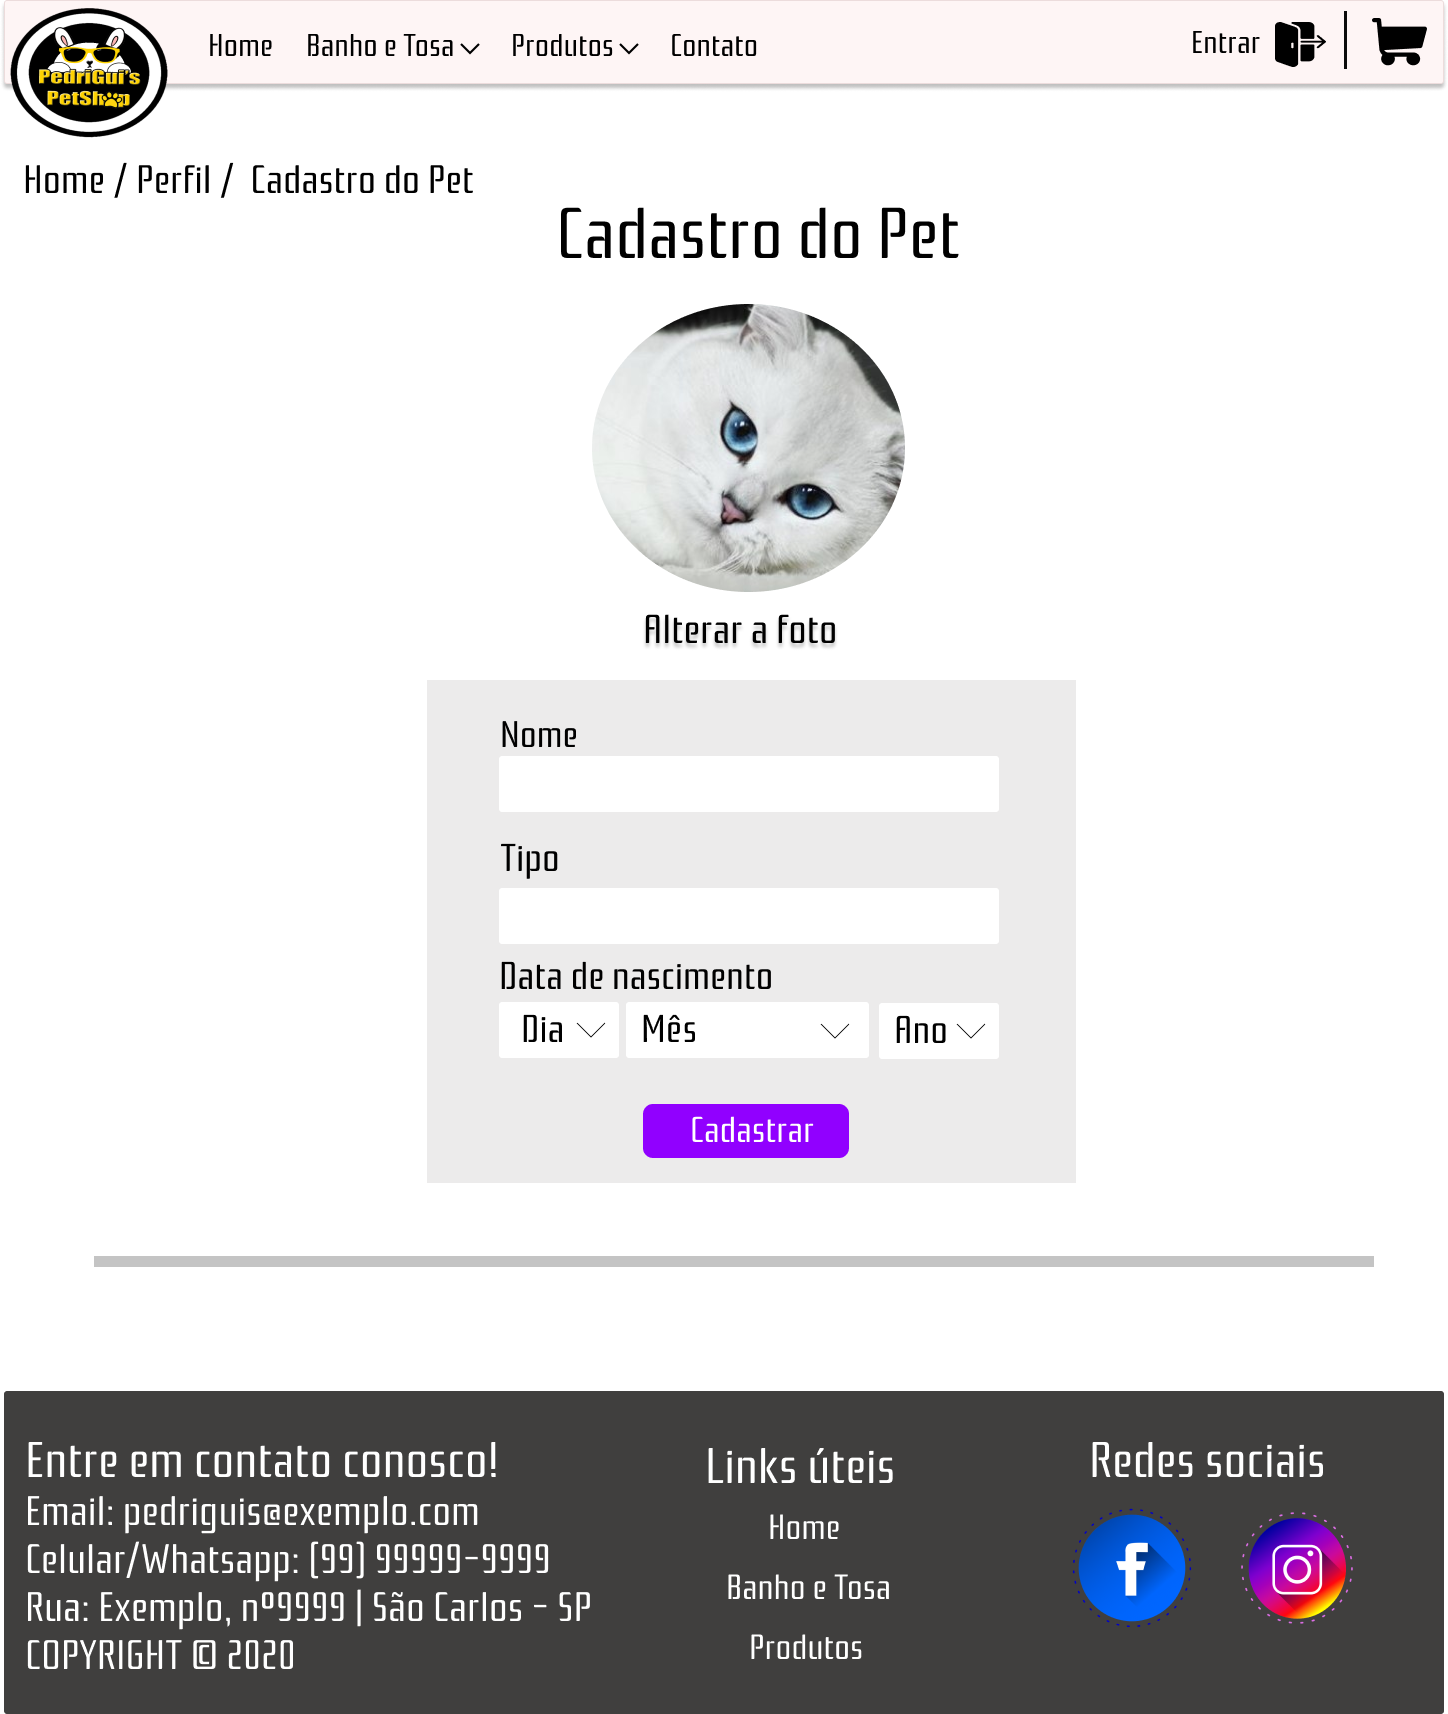 PedriGui's
PetShop
Home Banho e Tosa Produtos Contato Entrar
Home / Perfil / Cadastro do Pet
Cadastro do Pet
Alterar a foto
Nome
Tipo
Data de nascimento
Dia Mês Ano
Cadastrar
Entre em contato conosco!
Email: pedriguis@exemplo.com
Celular/Whatsapp: (99) 99999-9999
Rua: Exemplo, nº9999 | São Carlos - SP
COPYRIGHT © 2020
Links úteis
Home
Banho e Tosa
Produtos
Redes sociais